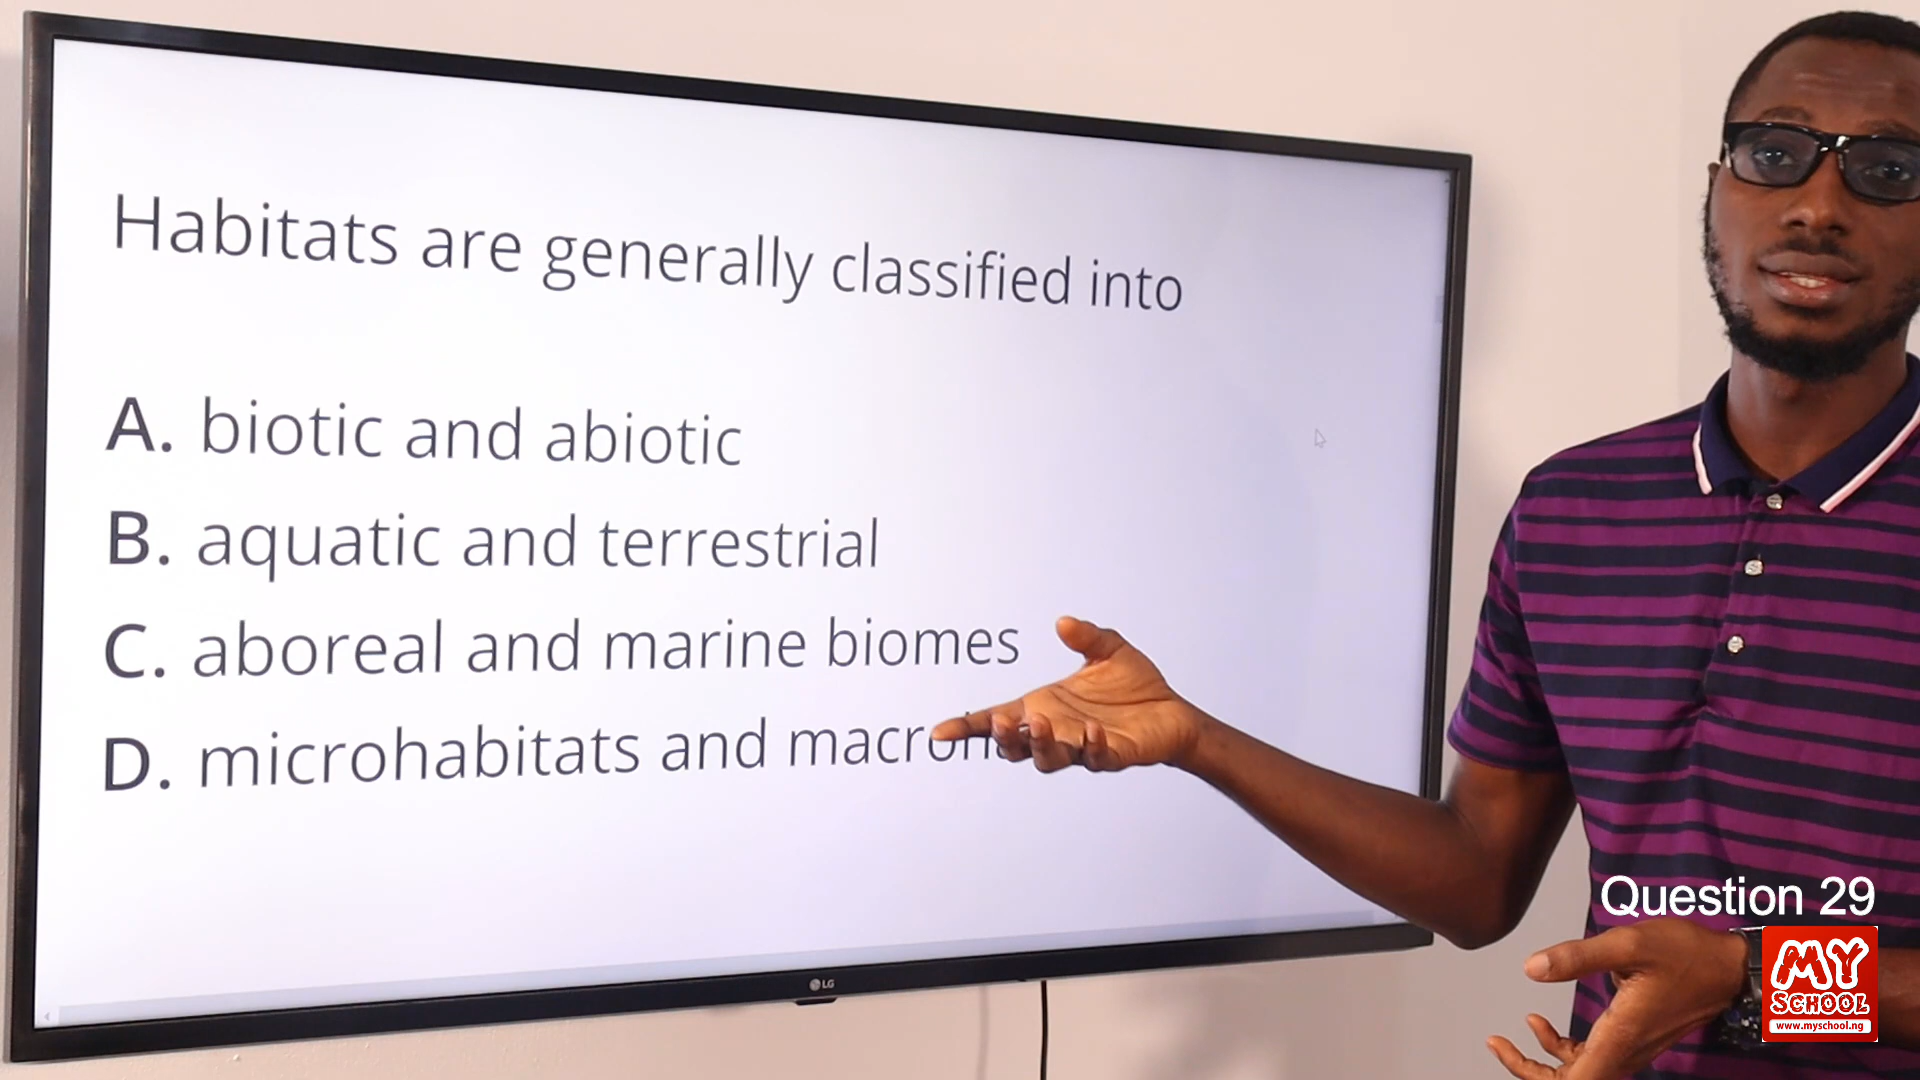 Habitats are generally classified into
A. biotic and abiotic
B. aquatic and terrestrial
C. aboreal and marine biomes
D. microhabitats and
LG
Question 29
MY
SCHOOL
www.myschool.ng